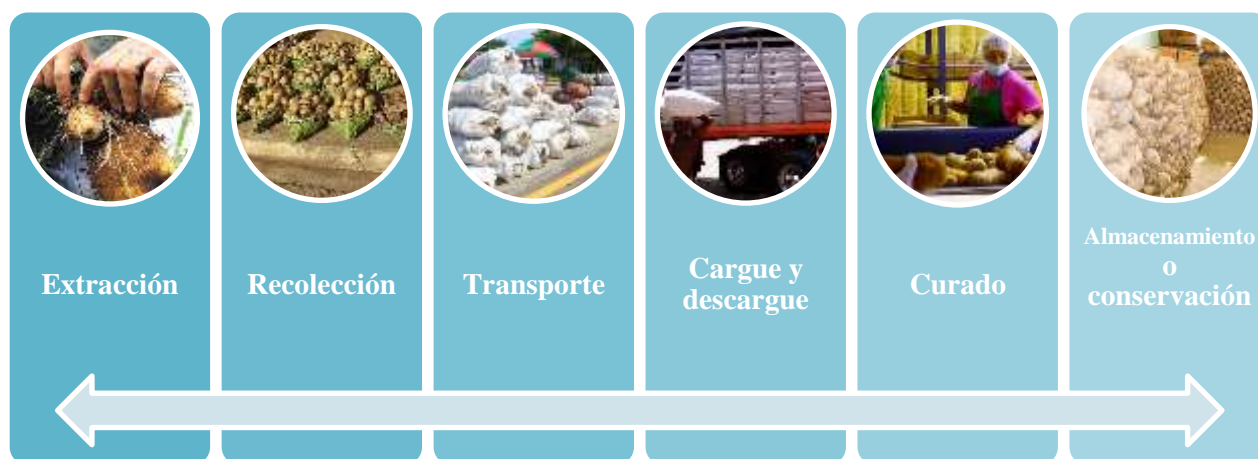 Extracción
Recolección
Transporte
Cargue y
descargue
Curado
Almacenamiento
o
conservación